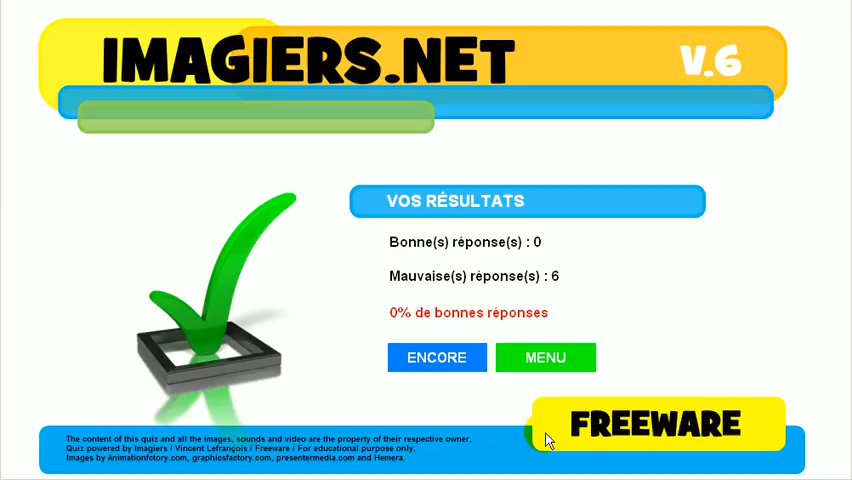 IMAGIERS.NET
V.6
VOS RÉSULTATS
Bonne(s) réponse(s) : 0
Mauvaise(s) réponse(s) : 6
0% de bonnes réponses
ENCORE
MENU
FREEWARE
The content of this quiz and all the images, sounds and video are the property of their respective owner.
Quiz powered by Imagiers / Vincent Lefrançois / Freeware / For educational purpose only.
Images by Animationfctory.com, graphicsfactory.com, presentermedia.com and Hemera.